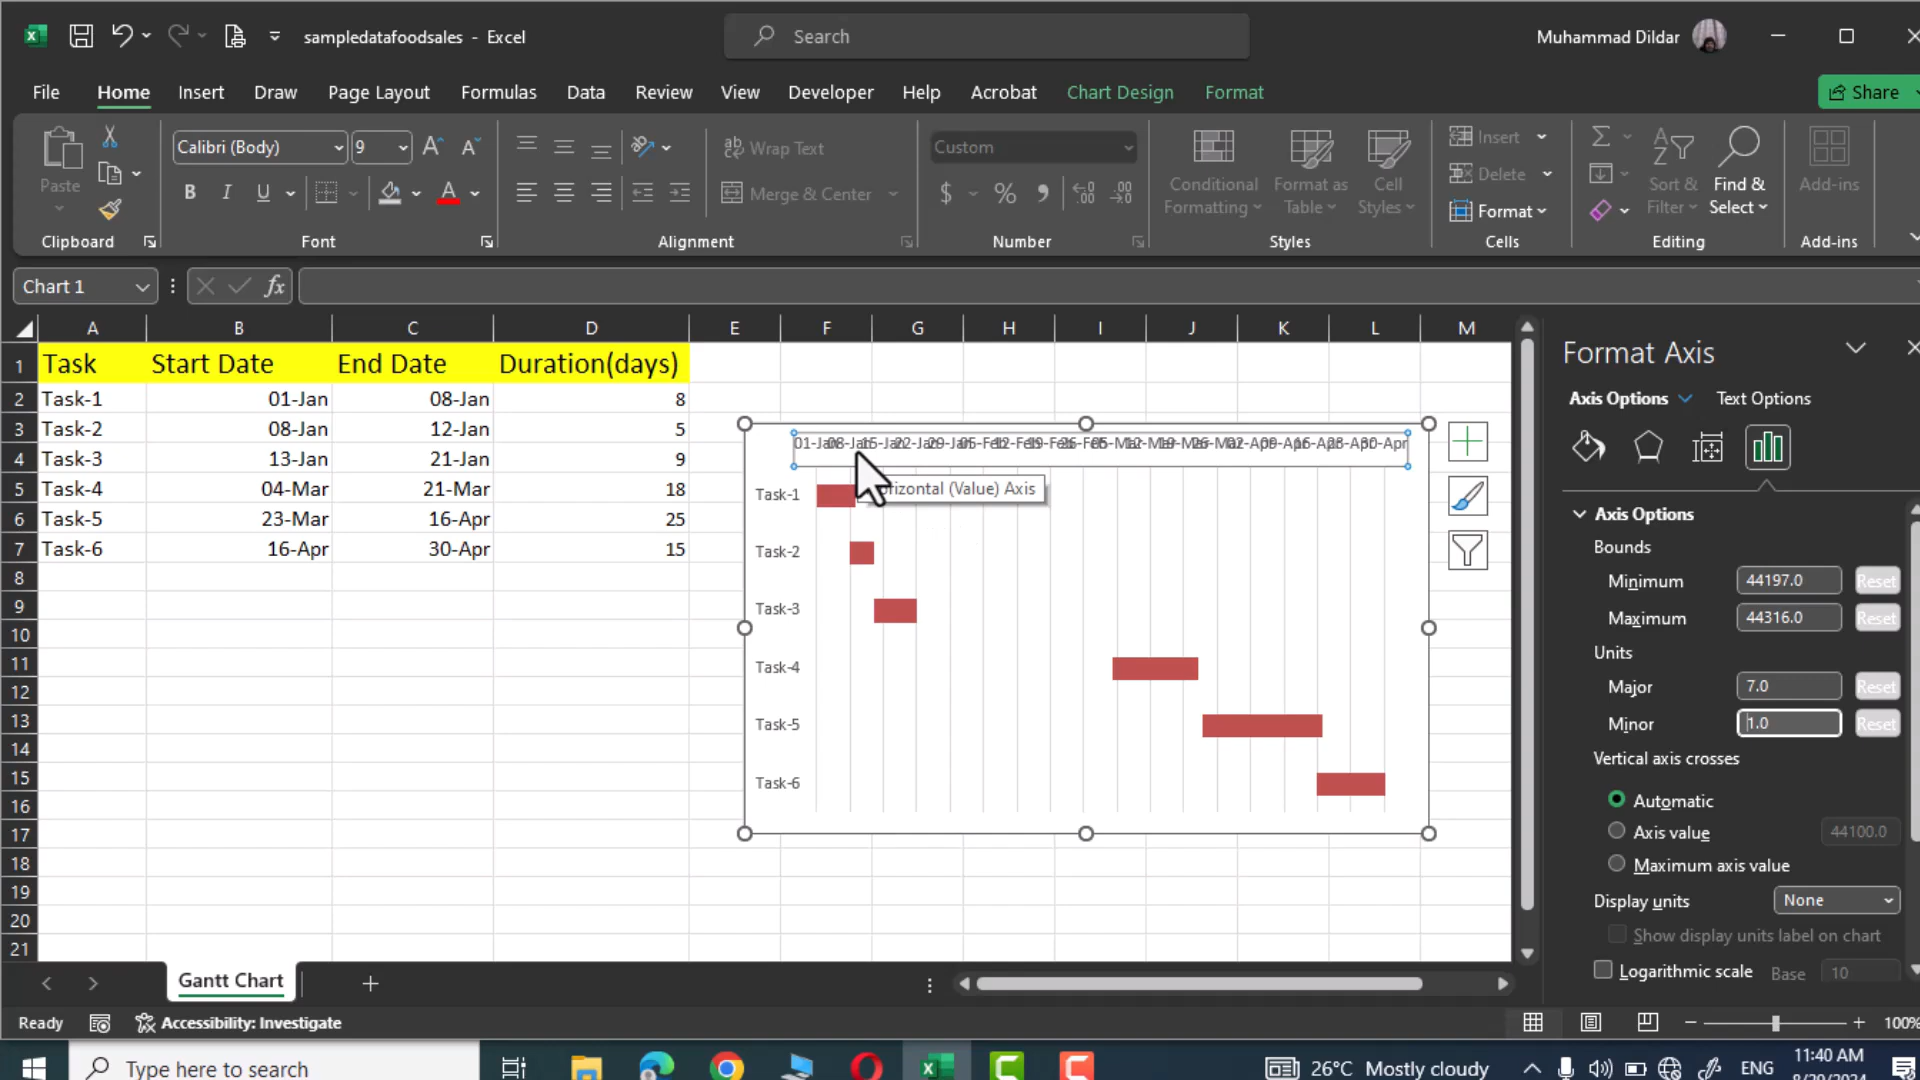 sampledatafoodsales - Excel
Search
Muhammad Dildar
File Home Insert Draw Page Layout Formulas Data Review View Developer Help Acrobat Chart Design Format
Share
Paste
Calibri (Body) 9
B I U
Wrap Text
Merge & Center
Custom
Conditional Formatting
Format as Table
Cell Styles
Insert
Delete
Format
Sort & Filter
Find & Select
Add-ins
Clipboard Font Alignment Number Styles Cells Editing Add-ins
Chart 1
fx
A B C D E F G H I J K L M
1 Task Start Date End Date Duration(days)
2 Task-1 01-Jan 08-Jan 8
3 Task-2 08-Jan 12-Jan 5
4 Task-3 13-Jan 21-Jan 9
5 Task-4 04-Mar 21-Mar 18
6 Task-5 23-Mar 16-Apr 25
7 Task-6 16-Apr 30-Apr 15
8
9
10
11
12
13
14
15
16
17
18
19
20
21
Horizontal (Value) Axis
Task-1
Task-2
Task-3
Task-4
Task-5
Task-6
Format Axis
Axis Options Text Options
Axis Options
Bounds
Minimum 44197.0 Reset
Maximum 44316.0 Reset
Units
Major 7.0 Reset
Minor 1.0 Reset
Vertical axis crosses
Automatic
Axis value 44100.0
Maximum axis value
Display units None
Show display units label on chart
Logarithmic scale Base 10
Gantt Chart
Ready
Accessibility: Investigate
100%
Type here to search
26°C Mostly cloudy
ENG
11:40 AM